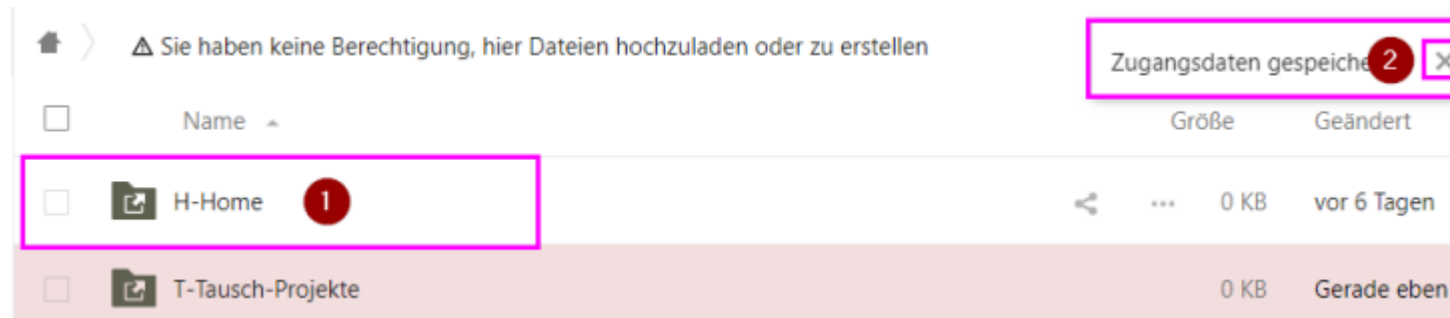 ⚠ Sie haben keine Berechtigung, hier Dateien hochzuladen oder zu erstellen
Zugangsdaten
2
Name
Größe
Geändert
H-Home
1
0 KB
vor 6 Tagen
T-Tausch-Projekte
0 KB
Gerade eben